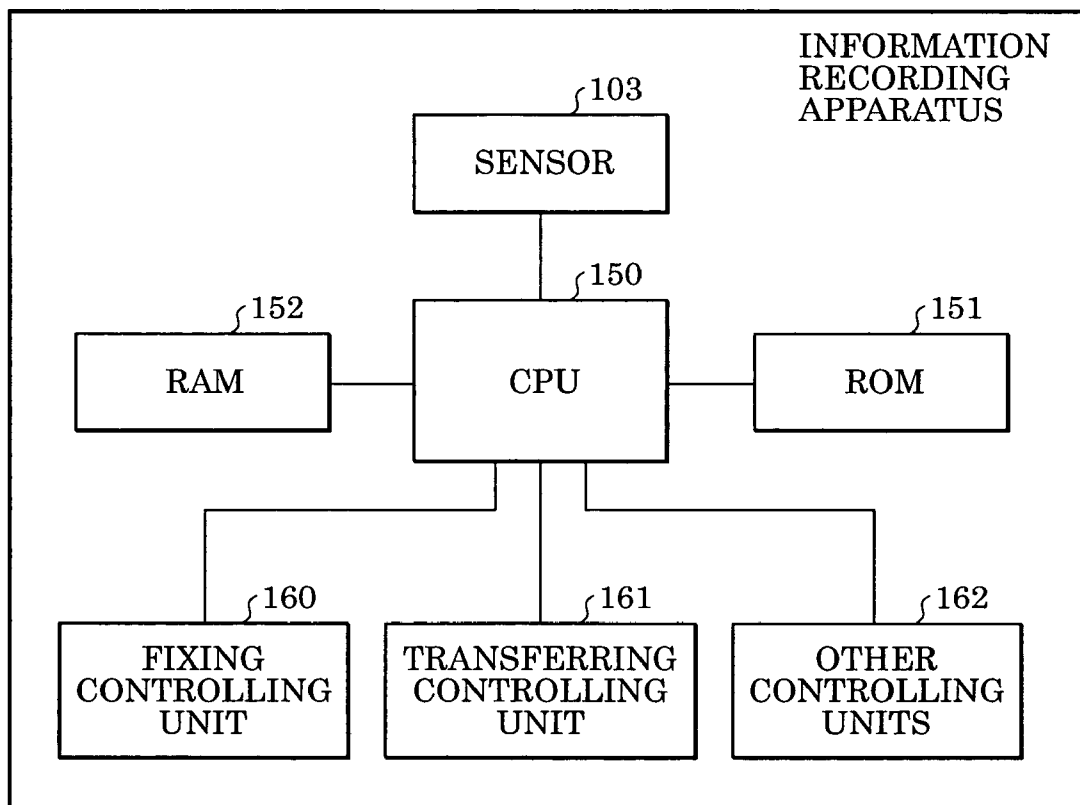 INFORMATION
RECORDING
APPARATUS
103
SENSOR
150
CPU
152
RAM
151
ROM
160
FIXING
CONTROLLING
UNIT
161
TRANSFERRING
CONTROLLING
UNIT
162
OTHER
CONTROLLING
UNITS